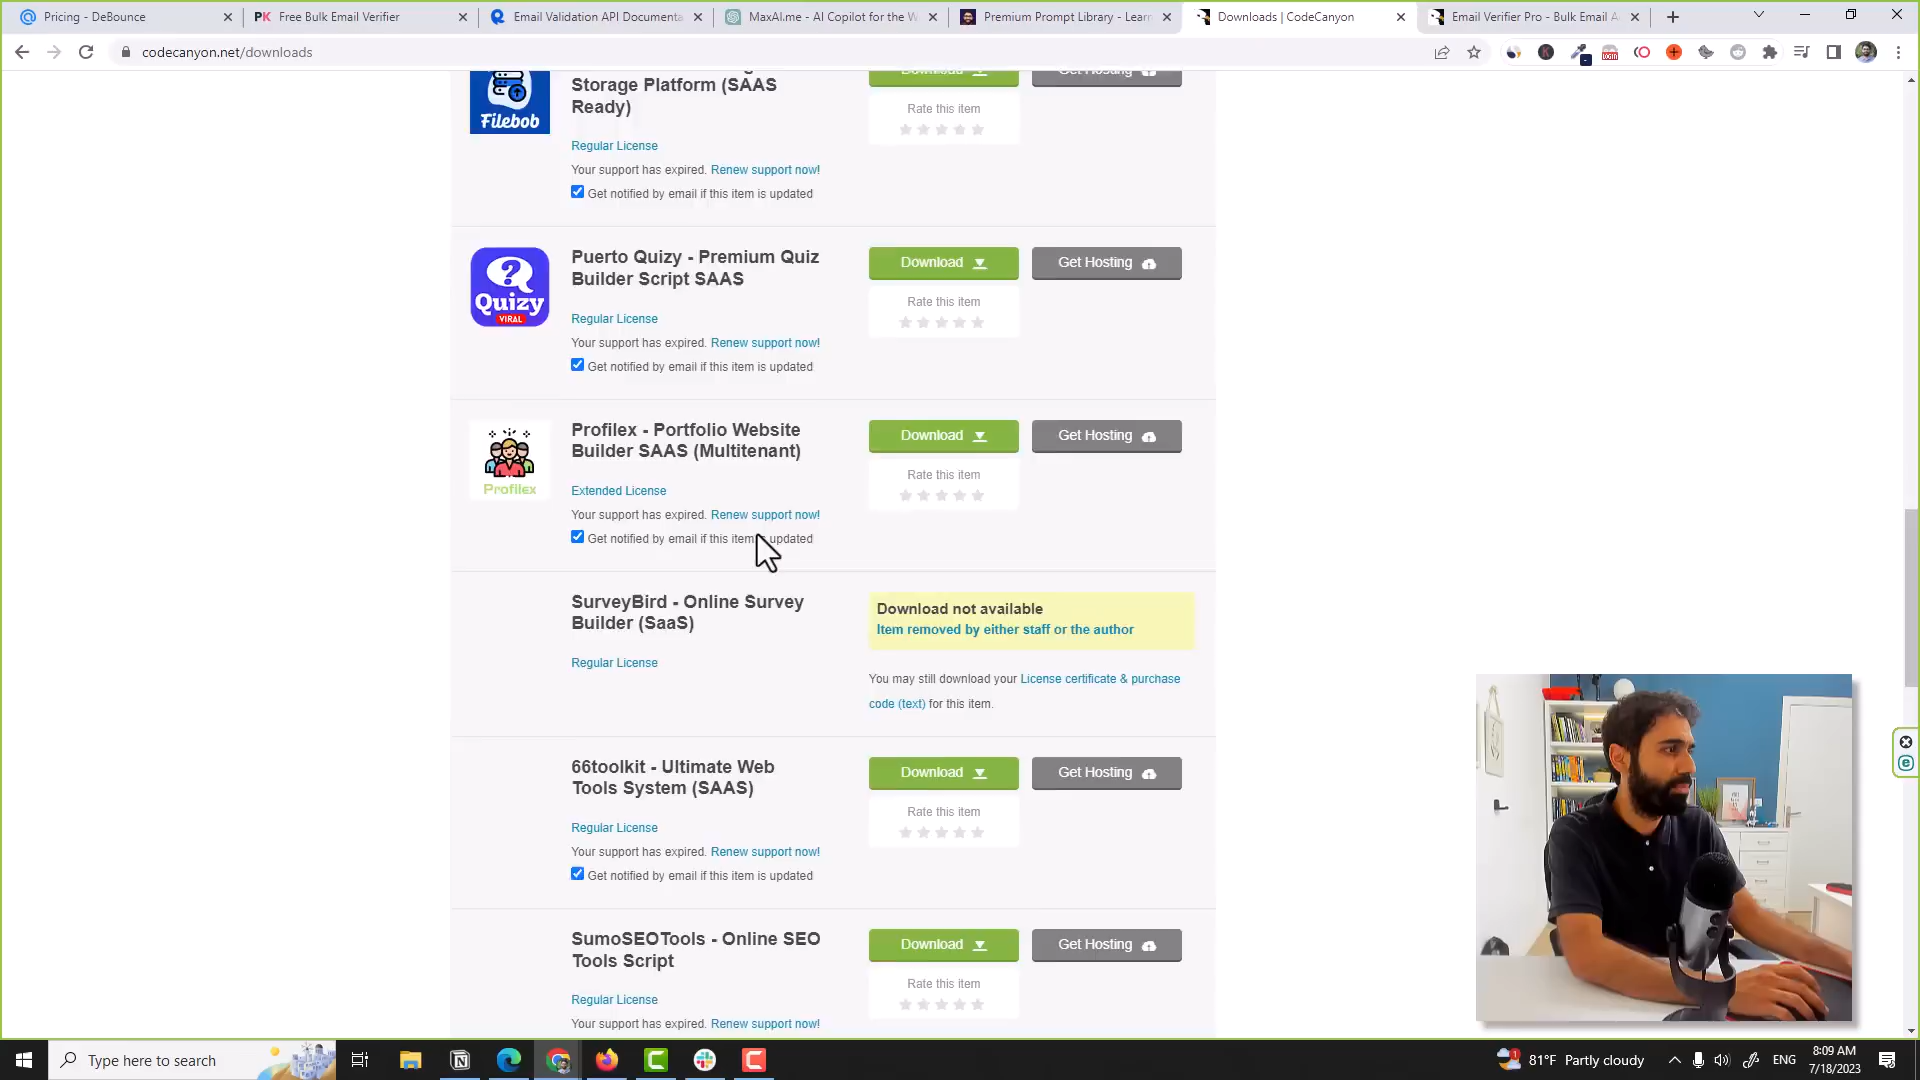 Pricing - DeBounce
PK Free Bulk Email Verifier
Email Validation API Documenta
MaxAI.me - AI Copilot for the W
Premium Prompt Library - Learn
Downloads | CodeCanyon
Email Verifier Pro - Bulk Email A
codecanyon.net/downloads
Storage Platform (SAAS
Ready)
Filebob
Download
Get Hosting
Rate this item
Regular License
Your support has expired. Renew support now!
Get notified by email if this item is updated
Puerto Quizy - Premium Quiz
Builder Script SAAS
Quizy
VIRAL
Download
Get Hosting
Rate this item
Regular License
Your support has expired. Renew support now!
Get notified by email if this item is updated
Profilex - Portfolio Website
Builder SAAS (Multitenant)
Profilex
Download
Get Hosting
Rate this item
Extended License
Your support has expired. Renew support now!
Get notified by email if this item updated
SurveyBird - Online Survey
Builder (SaaS)
Regular License
Download not available
Item removed by either staff or the author
You may still download your License certificate & purchase
code (text) for this item.
66toolkit - Ultimate Web
Tools System (SAAS)
Download
Get Hosting
Rate this item
Regular License
Your support has expired. Renew support now!
Get notified by email if this item is updated
SumoSEOTools - Online SEO
Tools Script
Download
Get Hosting
Rate this item
Regular License
Your support has expired. Renew support now!
Type here to search
81°F Partly cloudy
ENG
8:09 AM
7/18/2023